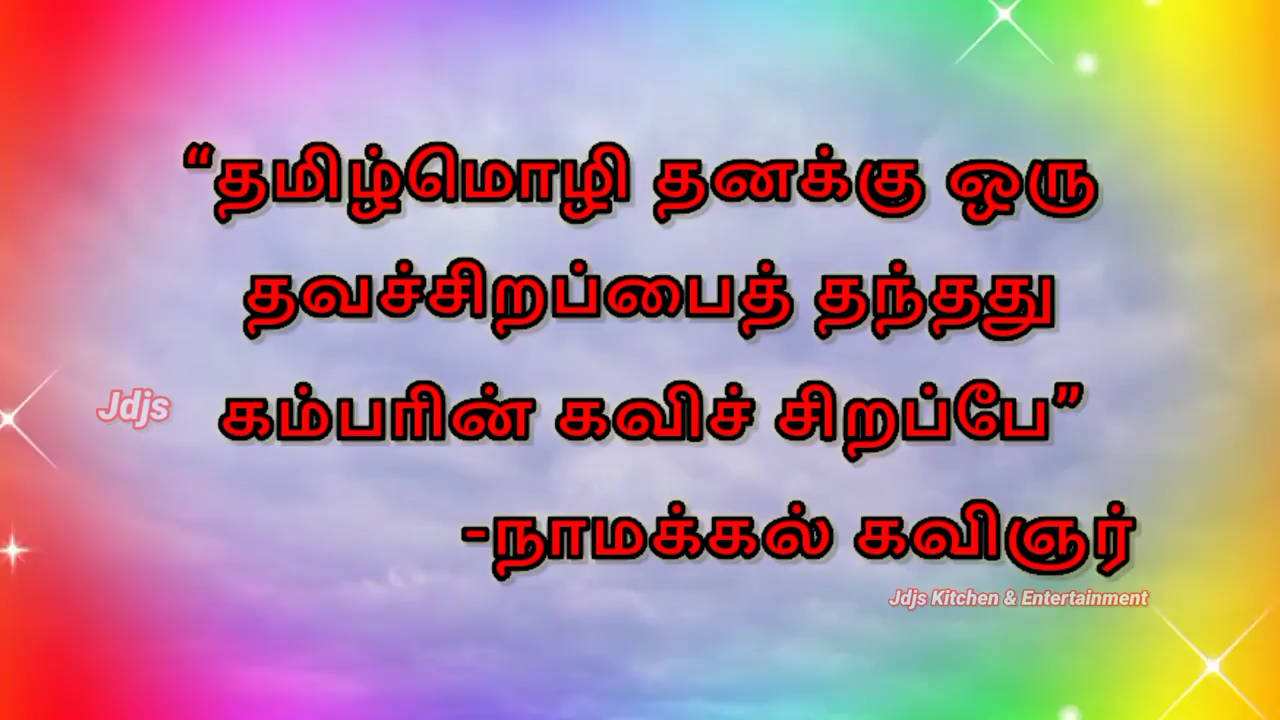 “தமிழ்மொழி தனக்கு ஒரு
தவச்சிறப்பைத் தந்தது
Jdjs
கம்பரின் கவிச் சிறப்பே”
-நாமக்கல் கவிஞர்
Jdjs Kitchen & Entertainment